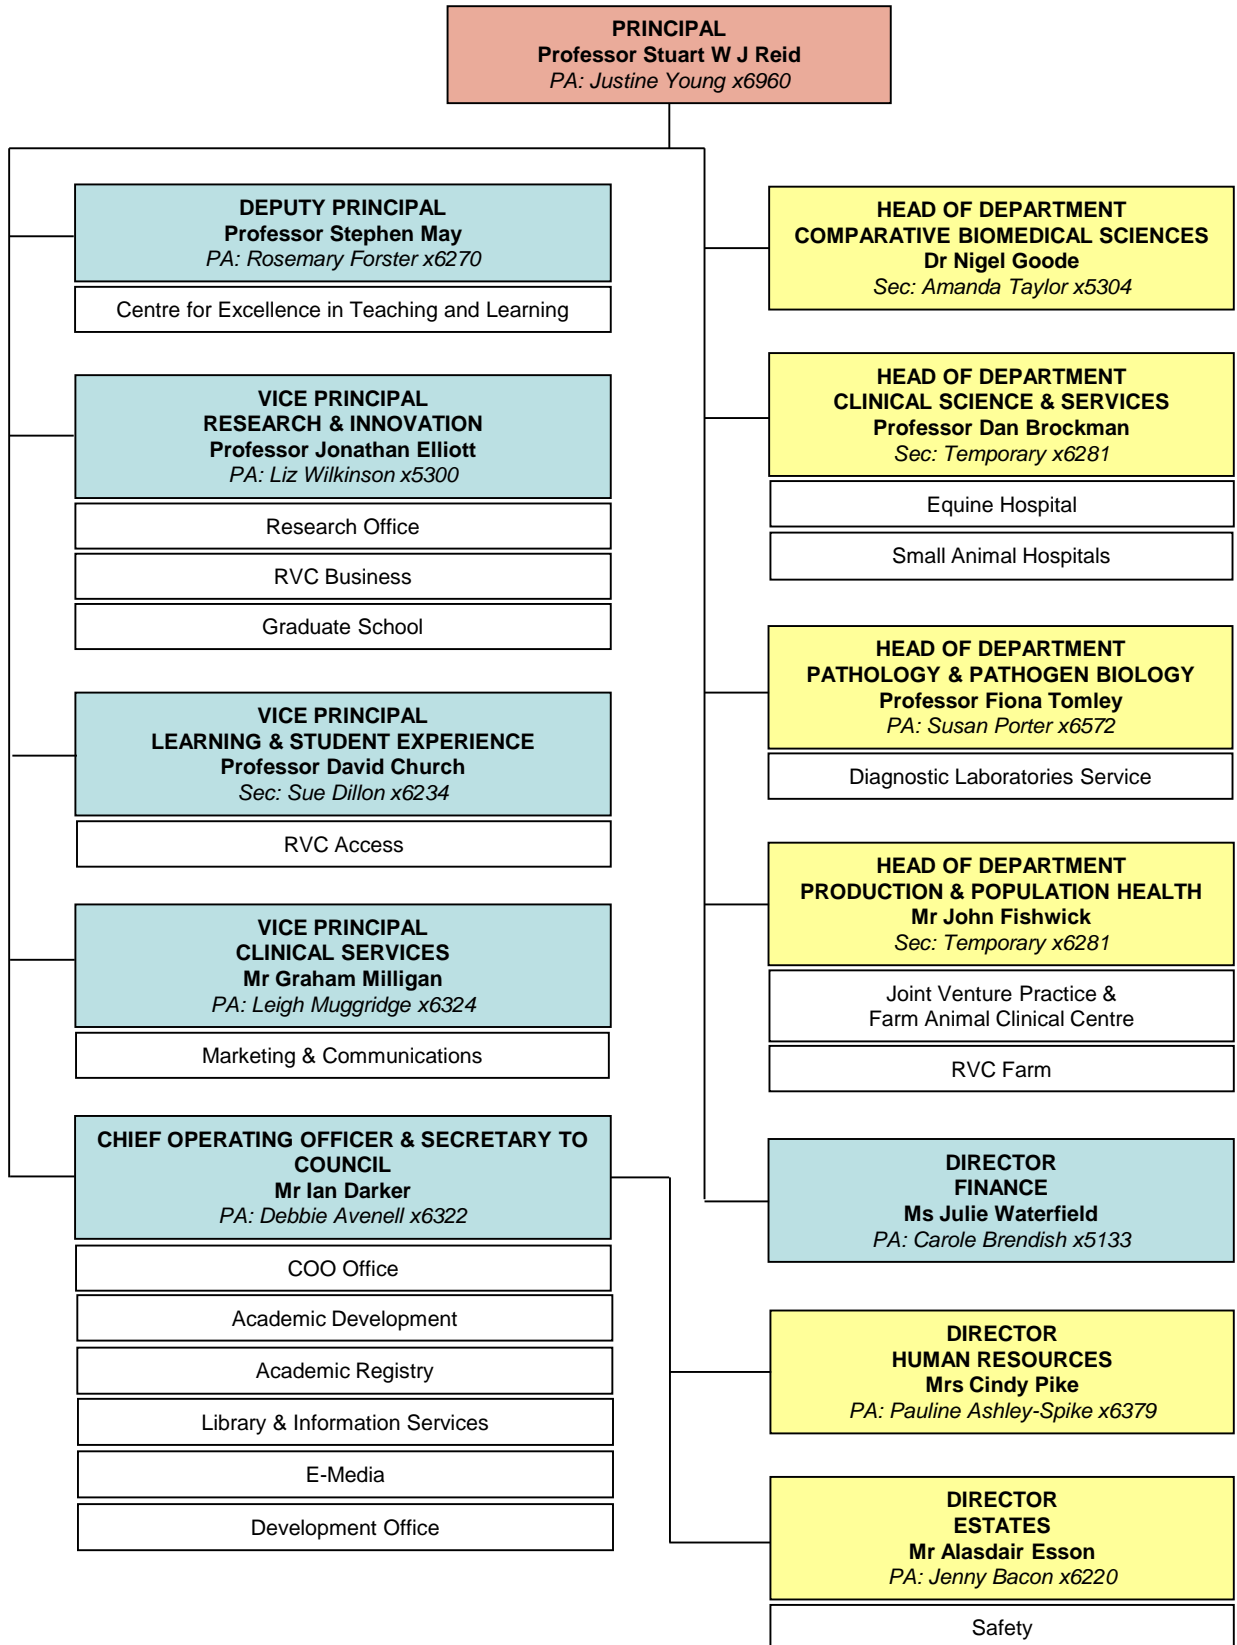 PRINCIPAL
Professor Stuart W J Reid
PA: Justine Young x6960
DEPUTY PRINCIPAL
Professor Stephen May
PA: Rosemary Forster x6270
Centre for Excellence in Teaching and Learning
VICE PRINCIPAL
RESEARCH & INNOVATION
Professor Jonathan Elliott
PA: Liz Wilkinson x5300
Research Office
RVC Business
Graduate School
VICE PRINCIPAL
LEARNING & STUDENT EXPERIENCE
Professor David Church
Sec: Sue Dillon x6234
RVC Access
VICE PRINCIPAL
CLINICAL SERVICES
Mr Graham Milligan
PA: Leigh Muggridge x6324
Marketing & Communications
CHIEF OPERATING OFFICER & SECRETARY TO
COUNCIL
Mr Ian Darker
PA: Debbie Avenell x6322
COO Office
Academic Development
Academic Registry
Library & Information Services
E-Media
Development Office
HEAD OF DEPARTMENT
COMPARATIVE BIOMEDICAL SCIENCES
Dr Nigel Goode
Sec: Amanda Taylor x5304
HEAD OF DEPARTMENT
CLINICAL SCIENCE & SERVICES
Professor Dan Brockman
Sec: Temporary x6281
Equine Hospital
Small Animal Hospitals
HEAD OF DEPARTMENT
PATHOLOGY & PATHOGEN BIOLOGY
Professor Fiona Tomley
PA: Susan Porter x6572
Diagnostic Laboratories Service
HEAD OF DEPARTMENT
PRODUCTION & POPULATION HEALTH
Mr John Fishwick
Sec: Temporary x6281
Joint Venture Practice &
Farm Animal Clinical Centre
RVC Farm
DIRECTOR
FINANCE
Ms Julie Waterfield
PA: Carole Brendish x5133
DIRECTOR
HUMAN RESOURCES
Mrs Cindy Pike
PA: Pauline Ashley-Spike x6379
DIRECTOR
ESTATES
Mr Alasdair Esson
PA: Jenny Bacon x6220
Safety